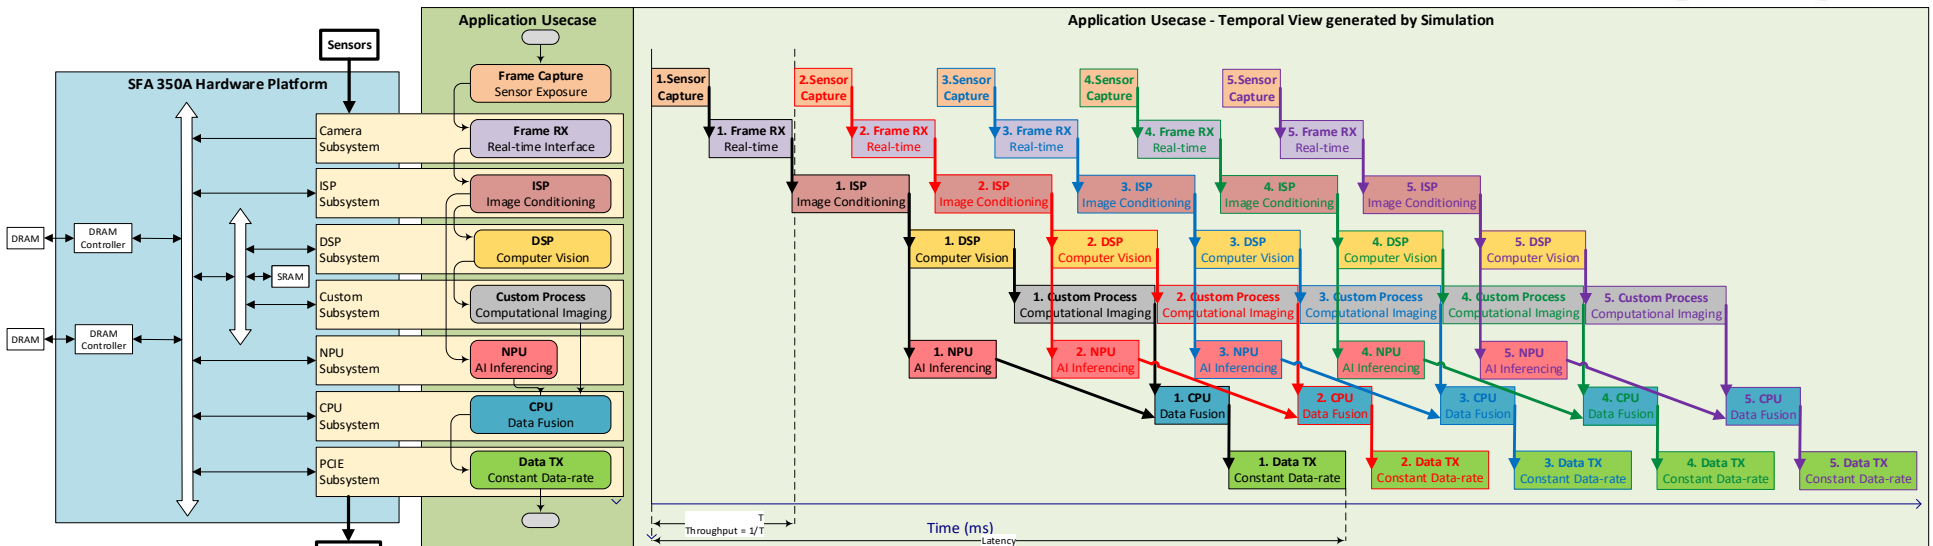 Application Usecase
Application Usecase - Temporal View generated by Simulation
Sensors
SFA 350A Hardware Platform
Frame Capture
Sensor Exposure
Camera
Subsystem
Frame RX
Real-time Interface
ISP
Subsystem
ISP
Image Conditioning
DRAM
DRAM
Controller
DSP
Subsystem
DSP
Computer Vision
SRAM
Custom
Subsystem
Custom Process
Computational Imaging
DRAM
DRAM
Controller
NPU
Subsystem
NPU
AI Inferencing
CPU
Subsystem
CPU
Data Fusion
PCIE
Subsystem
Data TX
Constant Data-rate
1.Sensor
Capture
2.Sensor
Capture
3.Sensor
Capture
4.Sensor
Capture
5.Sensor
Capture
1. Frame RX
Real-time
2. Frame RX
Real-time
3. Frame RX
Real-time
4. Frame RX
Real-time
5. Frame RX
Real-time
1. ISP
Image Conditioning
2. ISP
Image Conditioning
3. ISP
Image Conditioning
4. ISP
Image Conditioning
5. ISP
Image Conditioning
1. DSP
Computer Vision
2. DSP
Computer Vision
3. DSP
Computer Vision
4. DSP
Computer Vision
5. DSP
Computer Vision
1. Custom Process
Computational Imaging
2. Custom Process
Computational Imaging
3. Custom Process
Computational Imaging
4. Custom Process
Computational Imaging
5. Custom Process
Computational Imaging
1. NPU
AI Inferencing
2. NPU
AI Inferencing
3. NPU
AI Inferencing
4. NPU
AI Inferencing
5. NPU
AI Inferencing
1. CPU
Data Fusion
2. CPU
Data Fusion
3. CPU
Data Fusion
4. CPU
Data Fusion
5. CPU
Data Fusion
1. Data TX
Constant Data-rate
2. Data TX
Constant Data-rate
3. Data TX
Constant Data-rate
4. Data TX
Constant Data-rate
5. Data TX
Constant Data-rate
T
Throughput = 1/T
Time (ms)
Latency